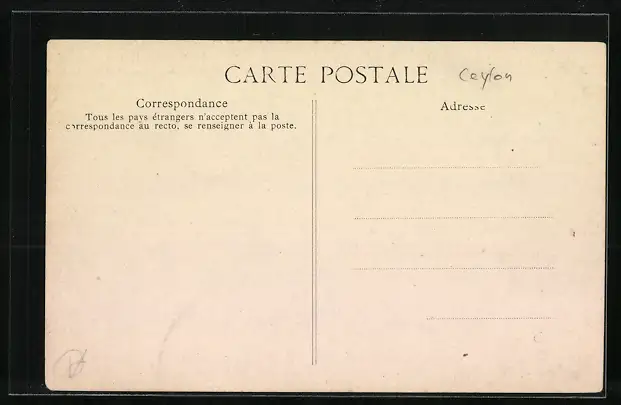 CARTE POSTALE Ceylon
Correspondance
Tous les pays étrangers n'acceptent pas la
correspondance au recto, se renseigner à la poste.
Adresse